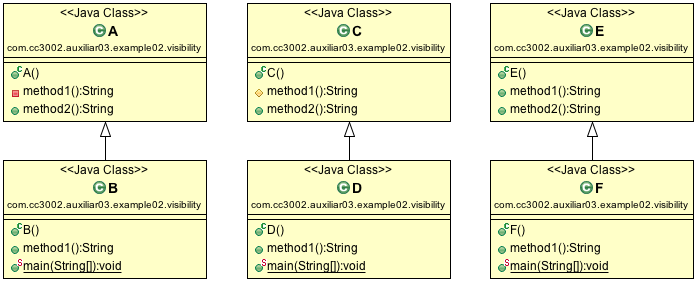 <<Java Class>>
A
com.cc3002.auxiliar03.example02.visibility
A()
method1():String
method2():String
<<Java Class>>
C
com.cc3002.auxiliar03.example02.visibility
C()
method1():String
method2():String
<<Java Class>>
E
com.cc3002.auxiliar03.example02.visibility
E()
method1():String
method2():String
<<Java Class>>
B
com.cc3002.auxiliar03.example02.visibility
B()
method1():String
main(String[]):void
<<Java Class>>
D
com.cc3002.auxiliar03.example02.visibility
D()
method1():String
main(String[]):void
<<Java Class>>
F
com.cc3002.auxiliar03.example02.visibility
F()
method1():String
main(String[]):void